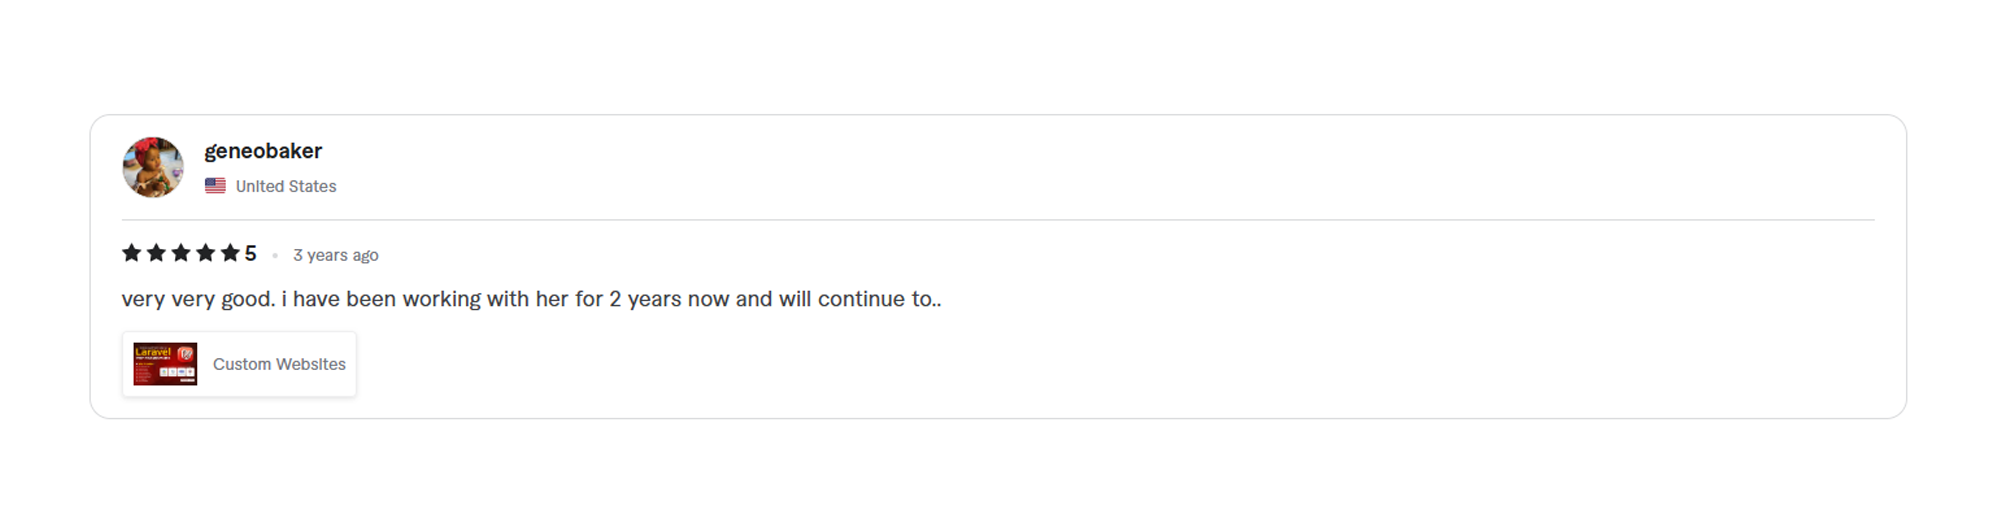 geneobaker
United States
5 • 3 years ago
very very good. i have been working with her for 2 years now and will continue to..
Laravel
Custom Websites